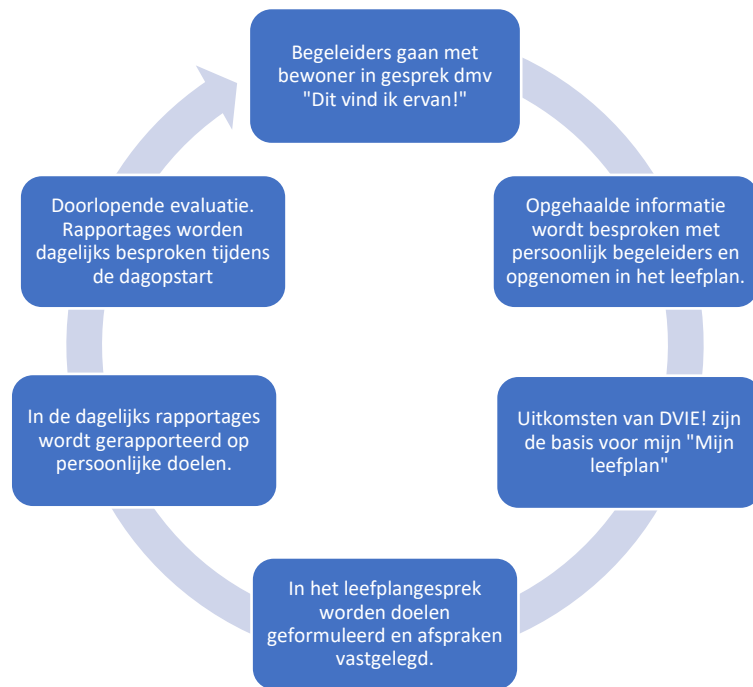 Begeleiders gaan met
bewoner in gesprek dmv
"Dit vind ik ervan!"
Opgehaalde informatie
wordt besproken met
persoonlijk begeleiders en
opgenomen in het leefplan.
Uitkomsten van DVIE! zijn
de basis voor mijn "Mijn
leefplan"
In het leefplangesprek
worden doelen
geformuleerd en afspraken
vastgelegd.
In de dagelijks rapportages
wordt gerapporteerd op
persoonlijke doelen.
Doorlopende evaluatie.
Rapportages worden
dagelijks besproken tijdens
de dagopstart